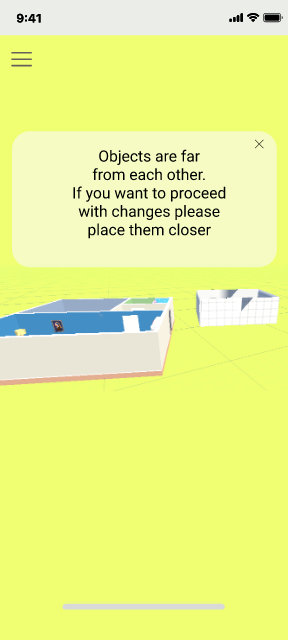 9:41
Objects are far
from each other.
If you want to proceed
with changes please
place them closer